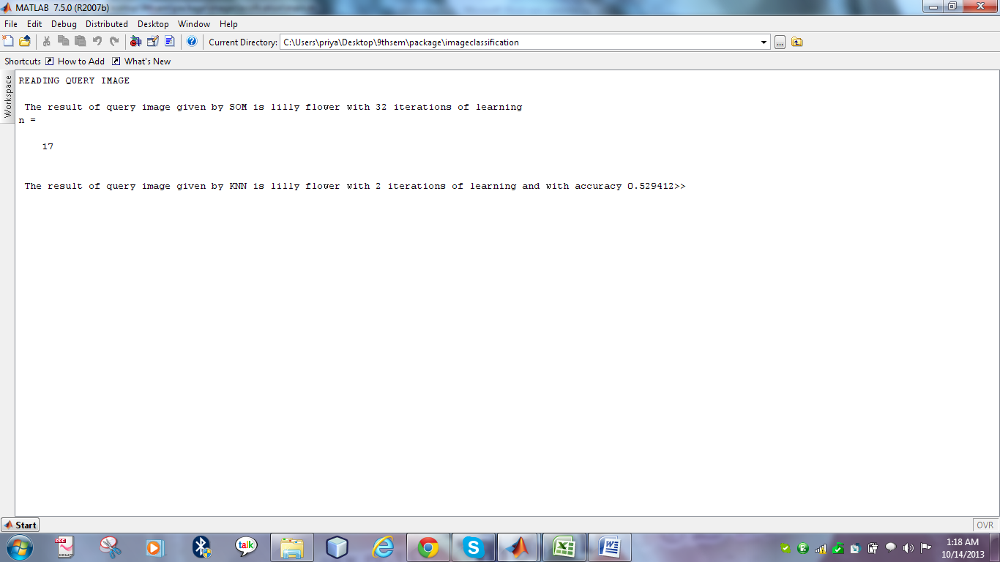 MATLAB 7.5.0 (R2007b)
File Edit Debug Distributed Desktop Window Help
Current Directory: C:\Users\priya\Desktop\9thsem\package\imageclassification
Shortcuts How to Add What's New
Workspace
READING QUERY IMAGE
The result of query image given by SOM is lilly flower with 32 iterations of learning
n =
17
The result of query image given by KNN is lilly flower with 2 iterations of learning and with accuracy 0.529412>>
Start
OVR
PDF
talk
1:18 AM
10/14/2013